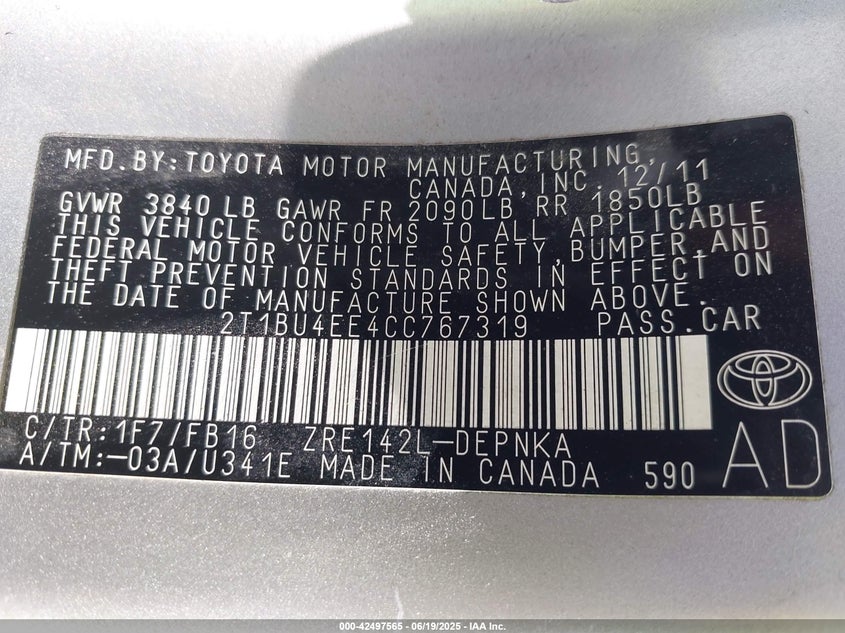 MFD.BY:TOYOTA MOTOR MANUFACTURING,
CANADA,INC. 12/11
GVWR 3840 LB GAWR FR 2090LB RR 1850LB
THIS VEHICLE CONFORMS TO ALL APPLICABLE
FEDERAL MOTOR VEHICLE SAFETY,BUMPER,AND
THEFT PREVENTION STANDARDS IN EFFECT ON
THE DATE OF MANUFACTURE SHOWN ABOVE.
2T1BU4EE4CC767319 PASS.CAR
C/TR:1F7/FB16 ZRE142L-DEPNKA
A/TM:-03A/U341E MADE IN CANADA 590
AD
000-42497565 - 06/19/2025 - IAA Inc.